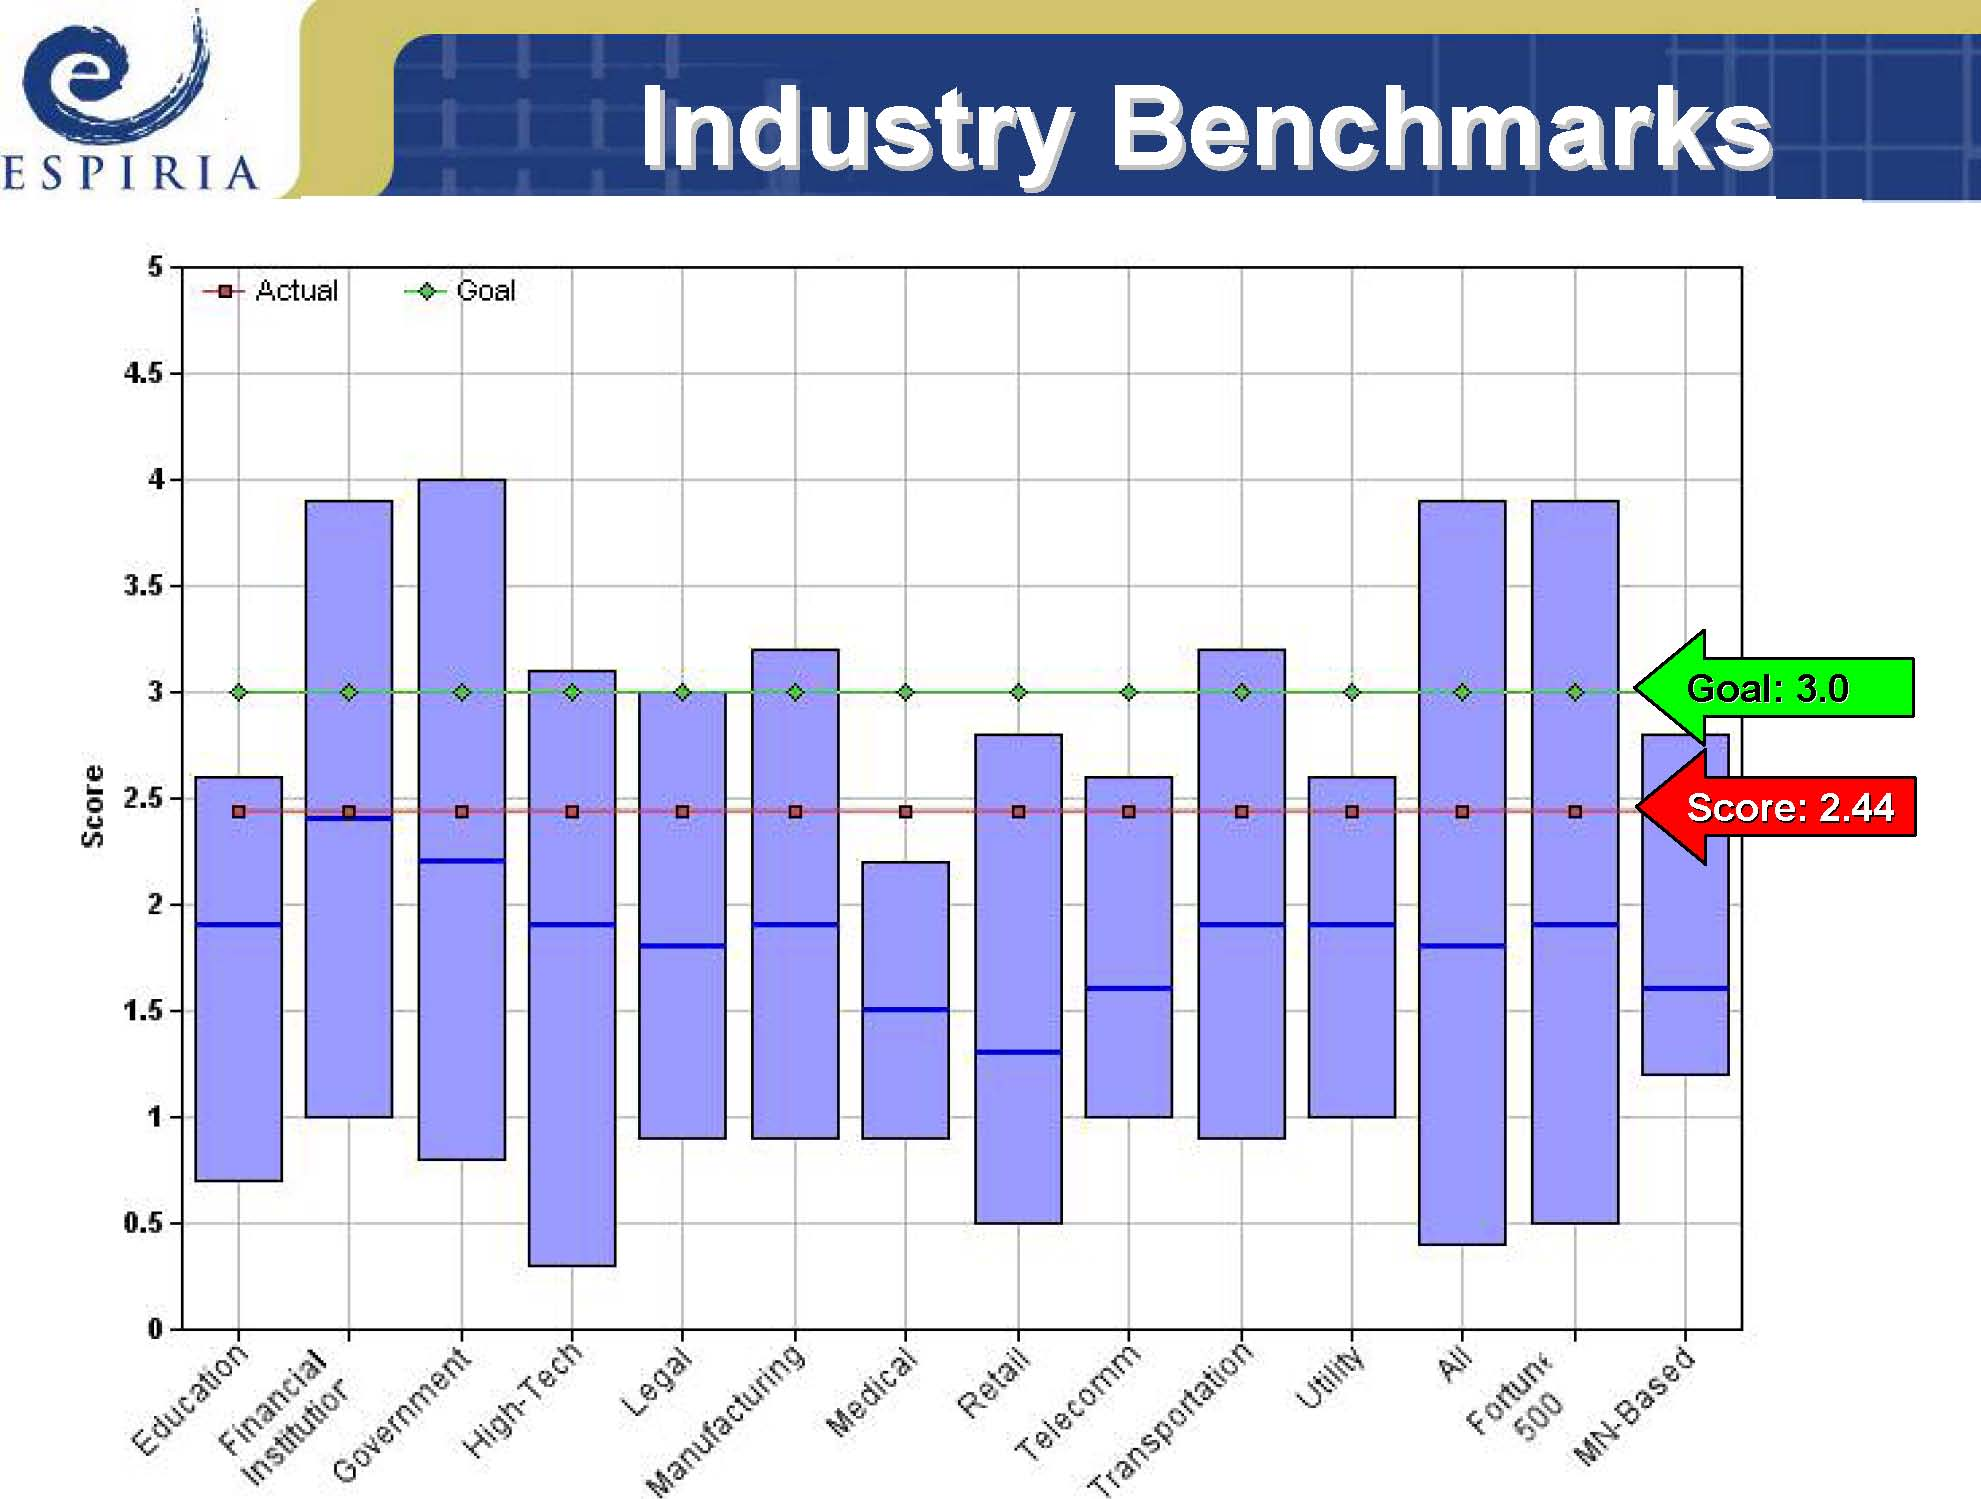 ESPIRIA
Industry Benchmarks
Actual
Goal
5
4.5
4
3.5
3
2.5
2
1.5
1
0.5
0
Score
Goal: 3.0
Score: 2.44
Education
Financial
Institution
Government
High-Tech
Legal
Manufacturing
Medical
Retail
Telecomm
Transportation
Utility
All
Fortune
500
MN-Based